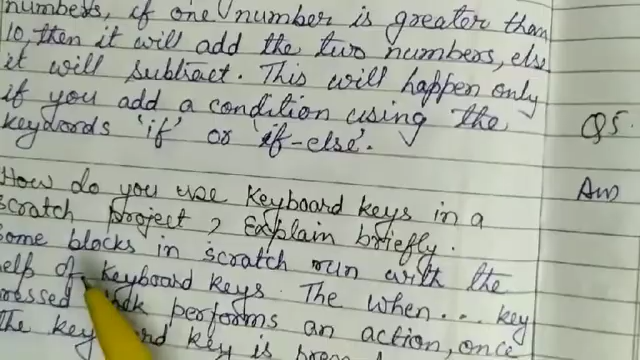 numbers, if one number is greater than
10, then it will add the two numbers, else
it will subtract. This will happen only
if you add a condition using the
keywords 'if' or 'if-else'.
Q5.
Ans
How do you use keyboard keys in a
scratch project? Explain briefly.
some blocks in scratch run with the
help of keyboard keys. The when... key
pressed performs an action, once
The key key is